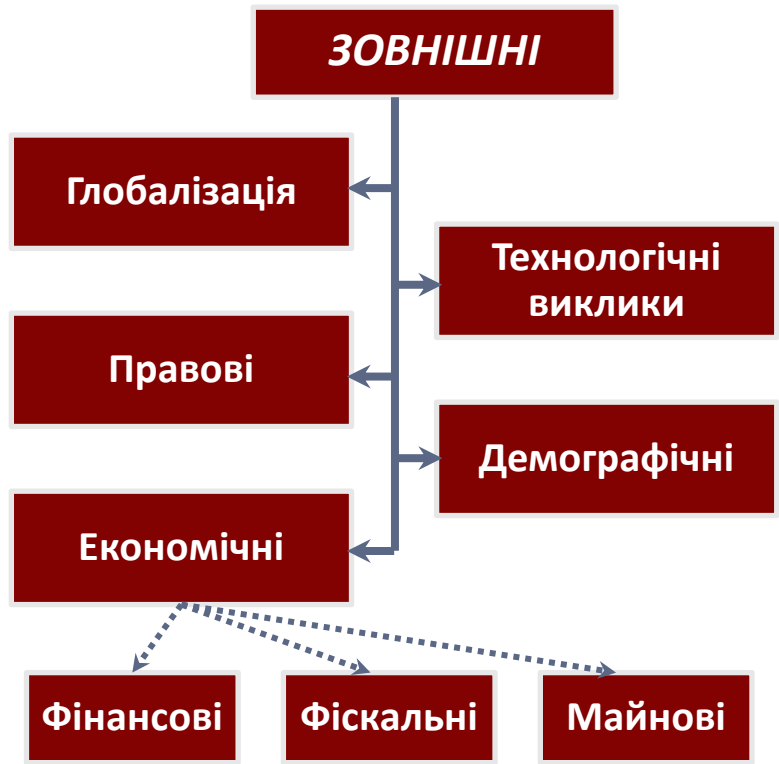 ЗОВНІШНІ
Глобалізація
Технологічні
виклики
Правові
Демографічні
Економічні
Фінансові
Фіскальні
Майнові